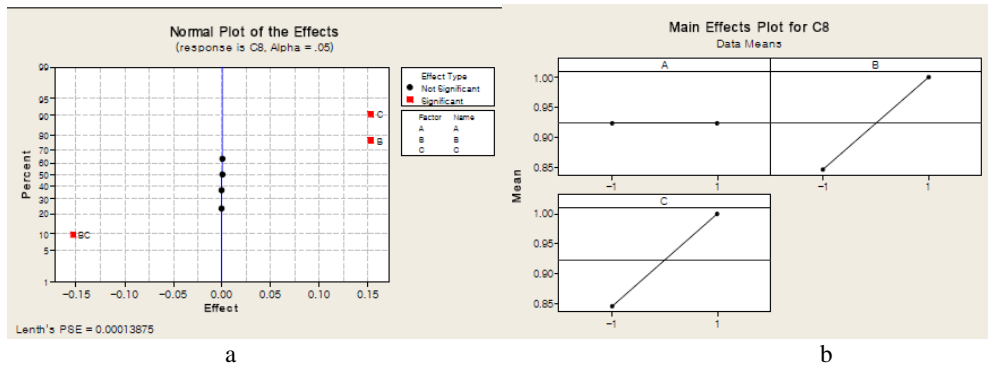 Normal Plot of the Effects
(response is C8, Alpha = .05)
Percent
99
95
90
80
70
60
50
40
30
20
10
5
1
C
B
BC
-0.15 -0.10 -0.05 0.00 0.05 0.10 0.15
Effect
Lenth's PSE = 0.00013875
Effect Type
Not Significant
Significant
Factor Name
A A
B B
C C
a
Main Effects Plot for C8
Data Means
Mean
A B
1.00
0.95
0.90
0.85
-1 1 -1 1
C
1.00
0.95
0.90
0.85
-1 1
b